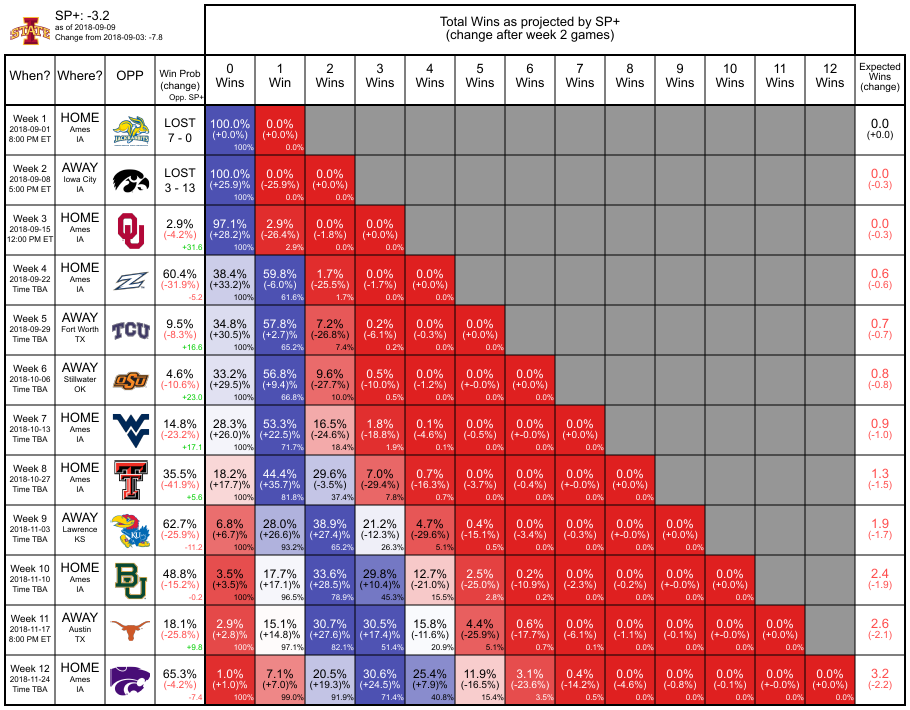 STATE
SP+: -3.2
as of 2018-09-09
Change from 2018-09-03: -7.8
Total Wins as projected by SP+
(change after week 2 games)
When? Where? OPP Win Prob (change) Opp. SP+ 0 Wins 1 Win 2 Wins 3 Wins 4 Wins 5 Wins 6 Wins 7 Wins 8 Wins 9 Wins 10 Wins 11 Wins 12 Wins Expected Wins (change)
Week 1 HOME LOST 100.0% 0.0% 0.0
2018-09-01 Ames 7 - 0 (+0.0%) (+0.0%) (+0.0)
8:00 PM ET IA JACKRABBITS 100% 0.0%
Week 2 AWAY LOST 100.0% 0.0% 0.0% 0.0
2018-09-08 Iowa City 3 - 13 (+25.9%) (-25.9%) (+0.0%) (-0.3)
5:00 PM ET IA 100% 0.0% 0.0%
Week 3 HOME OU 2.9% 97.1% 2.9% 0.0% 0.0% 0.0
2018-09-15 Ames (-4.2%) (+28.2%) (-26.4%) (-1.8%) (+0.0%) (-0.3)
12:00 PM ET IA +31.6 100% 2.9% 0.0% 0.0%
Week 4 HOME 60.4% 38.4% 59.8% 1.7% 0.0% 0.0% 0.6
2018-09-22 Ames (-31.9%) (+33.2%) (-6.0%) (-25.5%) (-1.7%) (+0.0%) (-0.6)
Time TBA IA -5.2 100% 61.6% 1.7% 0.0% 0.0%
Week 5 AWAY TCU 9.5% 34.8% 57.8% 7.2% 0.2% 0.0% 0.0% 0.7
2018-09-29 Fort Worth (-8.3%) (+30.5%) (+2.7%) (-26.8%) (-6.1%) (-0.3%) (+0.0%) (-0.7)
Time TBA TX +16.6 100% 65.2% 7.4% 0.2% 0.0% 0.0%
Week 6 AWAY OSU 4.6% 33.2% 56.8% 9.6% 0.5% 0.0% 0.0% 0.0% 0.8
2018-10-06 Stillwater (-10.6%) (+29.5%) (+9.4%) (-27.7%) (-10.0%) (-1.2%) (+-0.0%) (+0.0%) (-0.8)
Time TBA OK +23.0 100% 66.8% 10.0% 0.5% 0.0% 0.0% 0.0%
Week 7 HOME WV 14.8% 28.3% 53.3% 16.5% 1.8% 0.1% 0.0% 0.0% 0.0% 0.9
2018-10-13 Ames (-23.2%) (+26.0%) (+22.5%) (-24.6%) (-18.8%) (-4.6%) (-0.5%) (+-0.0%) (+0.0%) (-1.0)
Time TBA IA +17.1 100% 71.7% 18.4% 1.9% 0.1% 0.0% 0.0% 0.0%
Week 8 HOME T 35.5% 18.2% 44.4% 29.6% 7.0% 0.7% 0.0% 0.0% 0.0% 0.0% 1.3
2018-10-27 Ames (-41.9%) (+17.7%) (+35.7%) (-3.5%) (-29.4%) (-16.3%) (-3.7%) (-0.4%) (+-0.0%) (+0.0%) (-1.5)
Time TBA IA +5.6 100% 81.8% 37.4% 7.8% 0.7% 0.0% 0.0% 0.0% 0.0%
Week 9 AWAY KU 62.7% 6.8% 28.0% 38.9% 21.2% 4.7% 0.4% 0.0% 0.0% 0.0% 0.0% 1.9
2018-11-03 Lawrence (-25.9%) (+6.7%) (+26.6%) (+27.4%) (-12.3%) (-29.6%) (-15.1%) (-3.4%) (-0.3%) (+-0.0%) (+0.0%) (-1.7)
Time TBA KS -11.2 100% 93.2% 65.2% 26.3% 5.1% 0.5% 0.0% 0.0% 0.0% 0.0%
Week 10 HOME BU 48.8% 3.5% 17.7% 33.6% 29.8% 12.7% 2.5% 0.2% 0.0% 0.0% 0.0% 0.0% 2.4
2018-11-10 Ames (-15.2%) (+3.5%) (+17.1%) (+28.5%) (+10.4%) (-21.0%) (-25.0%) (-10.9%) (-2.3%) (-0.2%) (+-0.0%) (+0.0%) (-1.9)
Time TBA IA -0.2 100% 96.5% 78.9% 45.3% 15.5% 2.8% 0.2% 0.0% 0.0% 0.0% 0.0%
Week 11 AWAY 18.1% 2.9% 15.1% 30.7% 30.5% 15.8% 4.4% 0.6% 0.0% 0.0% 0.0% 0.0% 0.0% 2.6
2018-11-17 Austin (-25.8%) (+2.8%) (+14.8%) (+27.6%) (+17.4%) (-11.6%) (-25.9%) (-17.7%) (-6.1%) (-1.1%) (-0.1%) (+-0.0%) (+0.0%) (-2.1)
8:00 PM ET TX +9.8 100% 97.1% 82.1% 51.4% 20.9% 5.1% 0.7% 0.1% 0.0% 0.0% 0.0% 0.0%
Week 12 HOME 65.3% 1.0% 7.1% 20.5% 30.6% 25.4% 11.9% 3.1% 0.4% 0.0% 0.0% 0.0% 0.0% 0.0% 3.2
2018-11-24 Ames (-4.2%) (+1.0%) (+7.0%) (+19.3%) (+24.5%) (+7.9%) (-16.5%) (-23.6%) (-14.2%) (-4.6%) (-0.8%) (-0.1%) (+-0.0%) (+0.0%) (-2.2)
Time TBA IA -7.4 100% 99.0% 91.9% 71.4% 40.8% 15.4% 3.5% 0.5% 0.0% 0.0% 0.0% 0.0% 0.0%